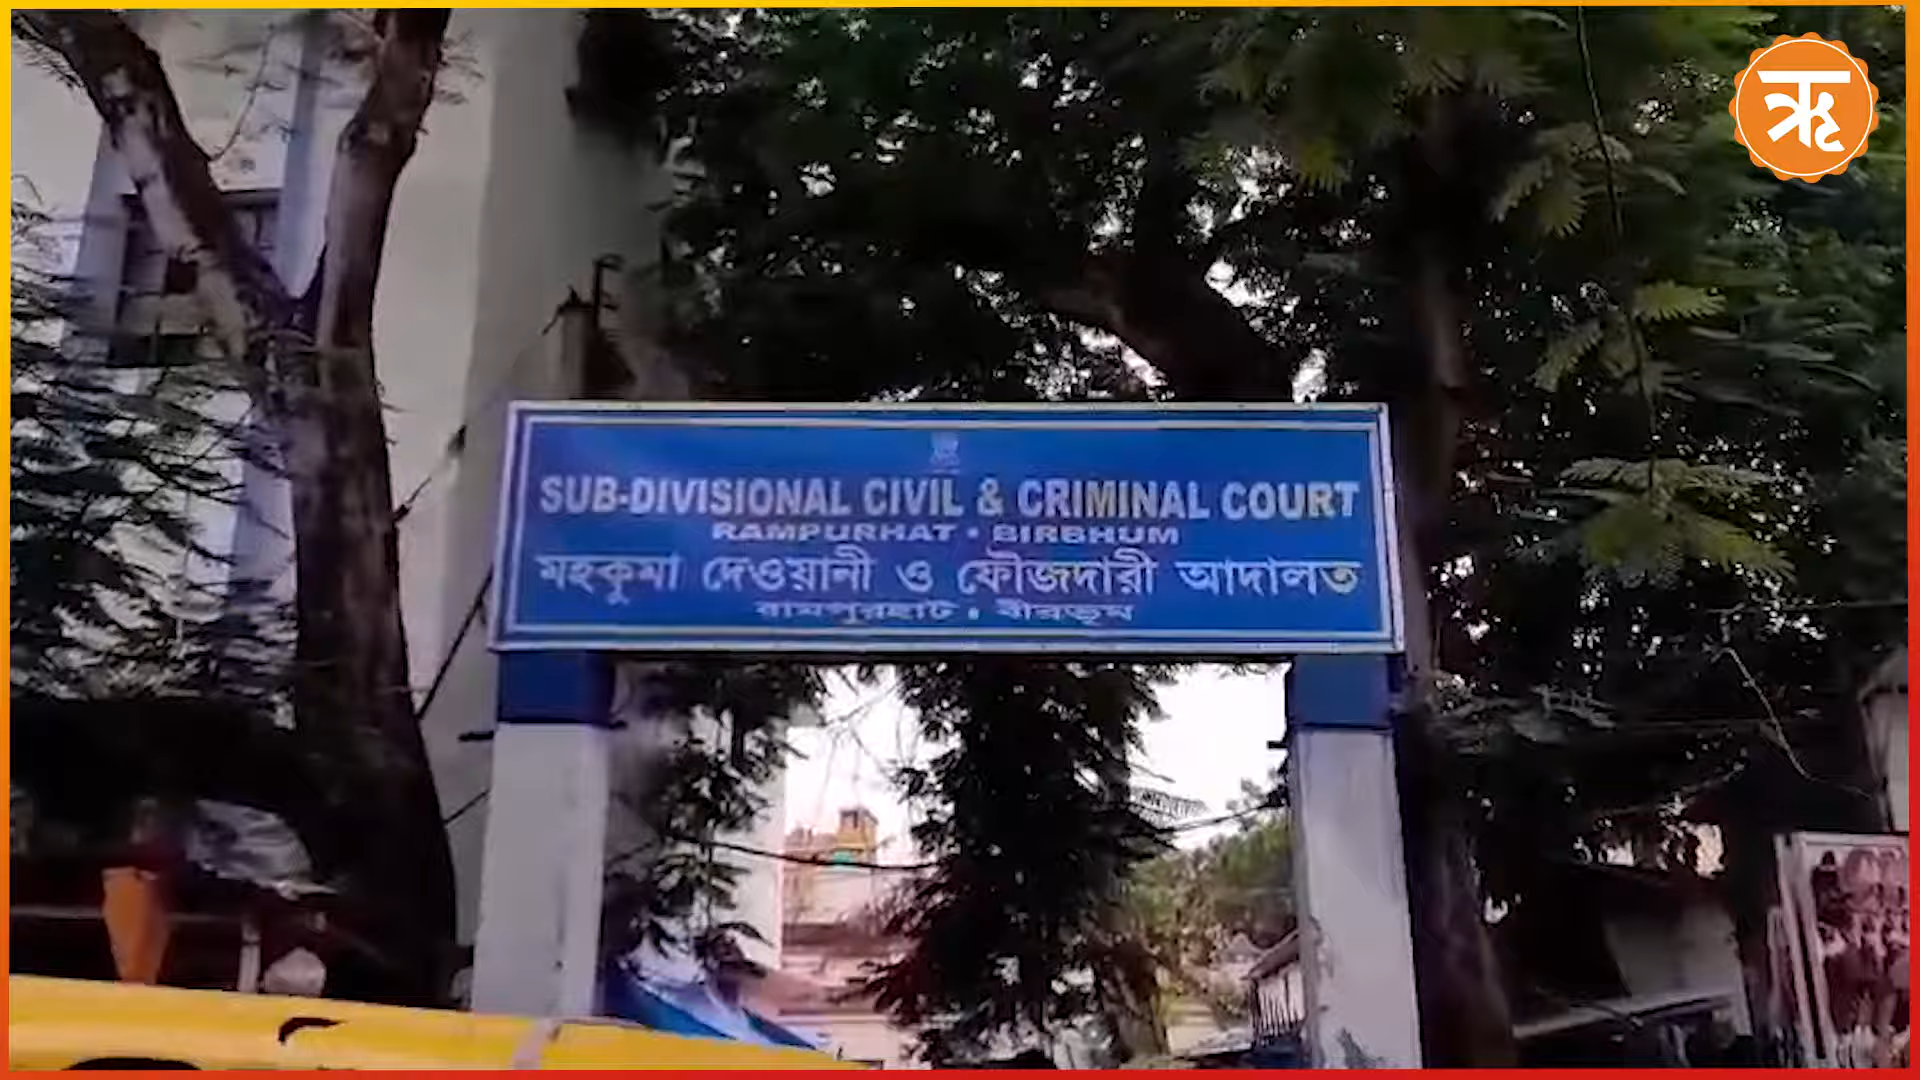 ऋ
SUB-DIVISIONAL CIVIL & CRIMINAL COURT
RAMPURHAT • BIRBHUM
মহকুমা দেওয়ানী ও ফৌজদারী আদালত
রামপুরহাট • বীরভূম